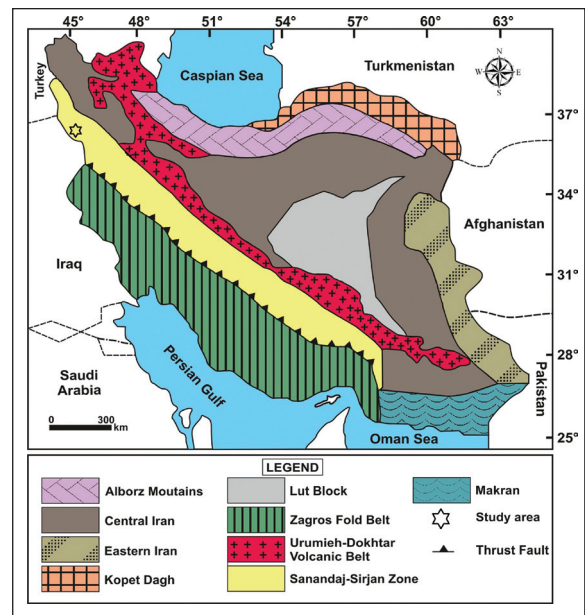 45° 48° 51° 54° 57° 60° 63°
Turkey
Caspian Sea
Turkmenistan
N
W E
S
37°
34°
Afghanistan
Iraq
31°
Persian Gulf
28°
Saudi
Arabia
Pakistan
0 300
km
Oman Sea
25°
LEGEND
Alborz Moutains
Lut Block
Makran
Central Iran
Zagros Fold Belt
Study area
Eastern Iran
Urumieh-Dokhtar
Volcanic Belt
Thrust Fault
Kopet Dagh
Sanandaj-Sirjan Zone